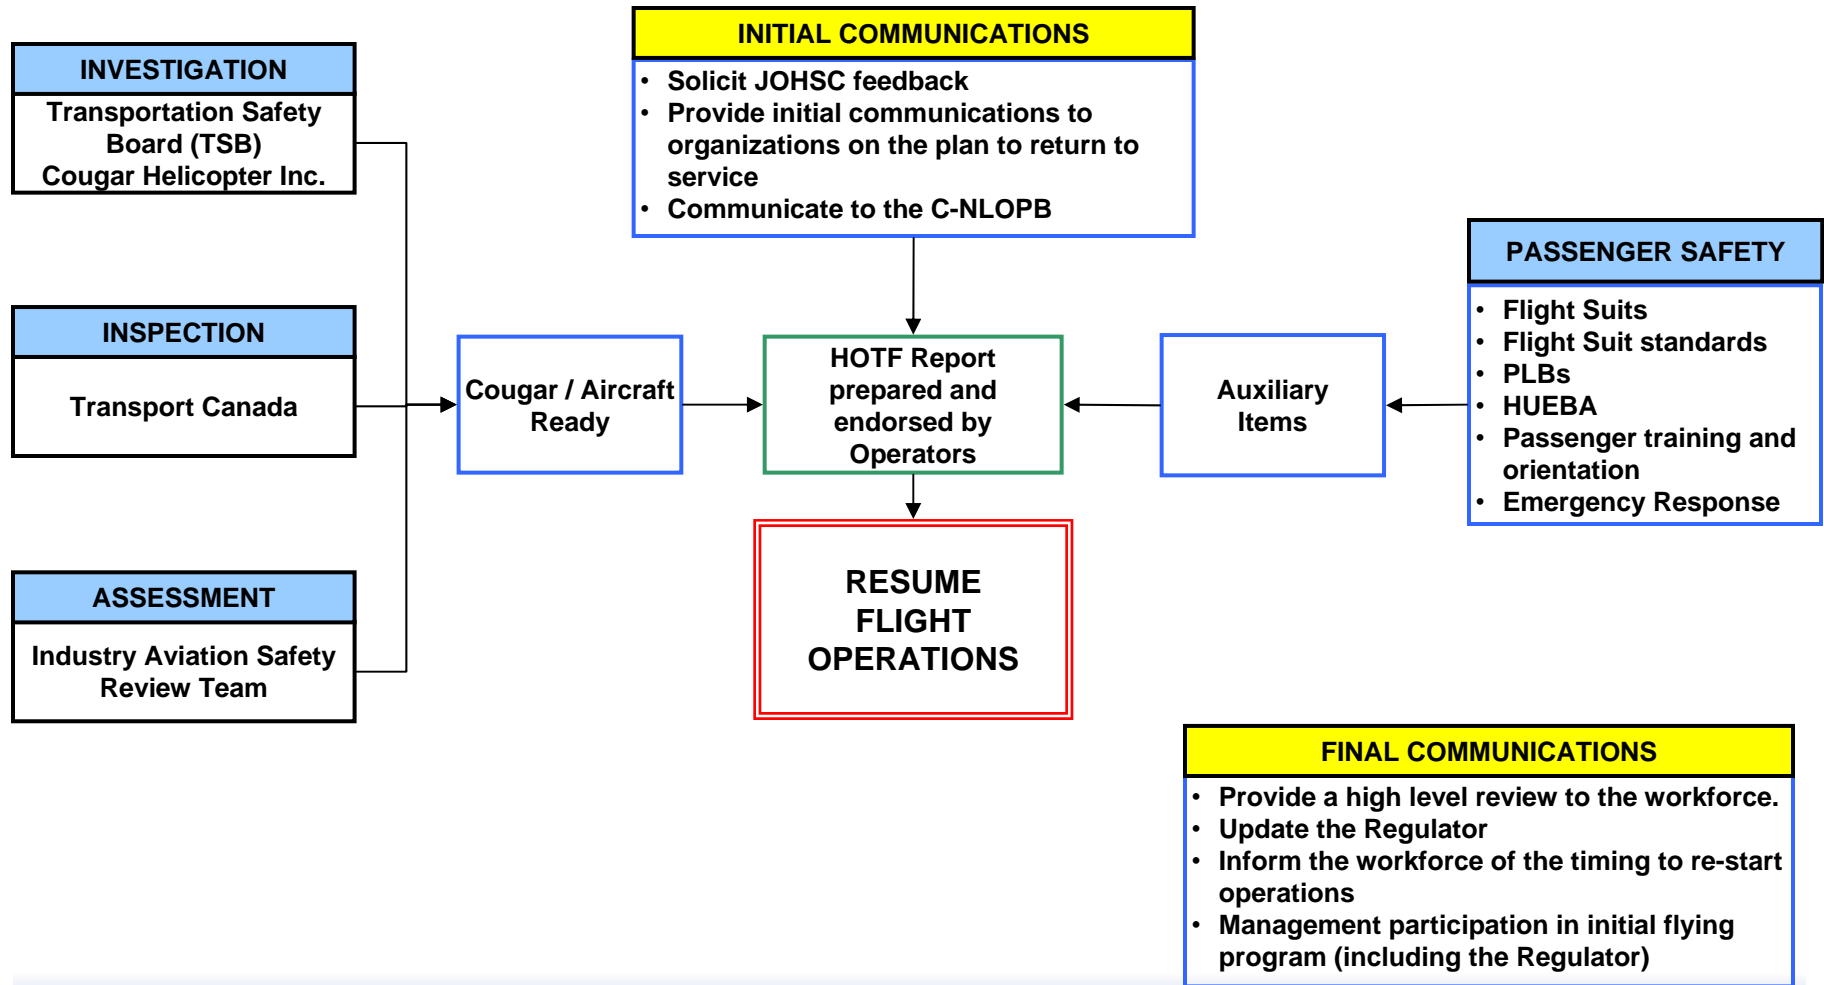 INITIAL COMMUNICATIONS
• Solicit JOHSC feedback
• Provide initial communications to
organizations on the plan to return to
service
• Communicate to the C-NLOPB
INVESTIGATION
Transportation Safety
Board (TSB)
Cougar Helicopter Inc.
INSPECTION
Transport Canada
ASSESSMENT
Industry Aviation Safety
Review Team
Cougar / Aircraft
Ready
HOTF Report
prepared and
endorsed by
Operators
Auxiliary
Items
PASSENGER SAFETY
• Flight Suits
• Flight Suit standards
• PLBs
• HUEBA
• Passenger training and
orientation
• Emergency Response
RESUME
FLIGHT
OPERATIONS
FINAL COMMUNICATIONS
• Provide a high level review to the workforce.
• Update the Regulator
• Inform the workforce of the timing to re-start
operations
• Management participation in initial flying
program (including the Regulator)